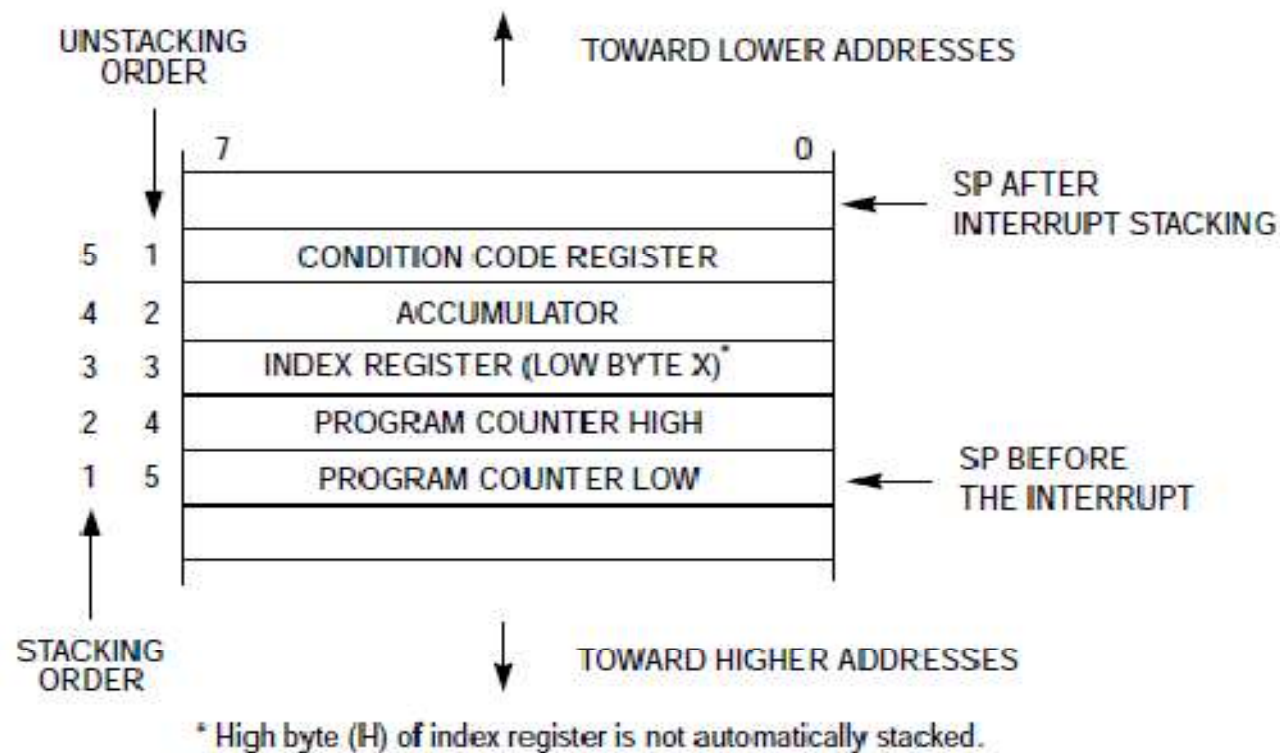 UNSTACKING
ORDER
TOWARD LOWER ADDRESSES
7 0
SP AFTER
INTERRUPT STACKING
5 1 CONDITION CODE REGISTER
4 2 ACCUMULATOR
3 3 INDEX REGISTER (LOW BYTE X)*
2 4 PROGRAM COUNTER HIGH
1 5 PROGRAM COUNTER LOW
SP BEFORE
THE INTERRUPT
STACKING
ORDER
TOWARD HIGHER ADDRESSES
* High byte (H) of index register is not automatically stacked.